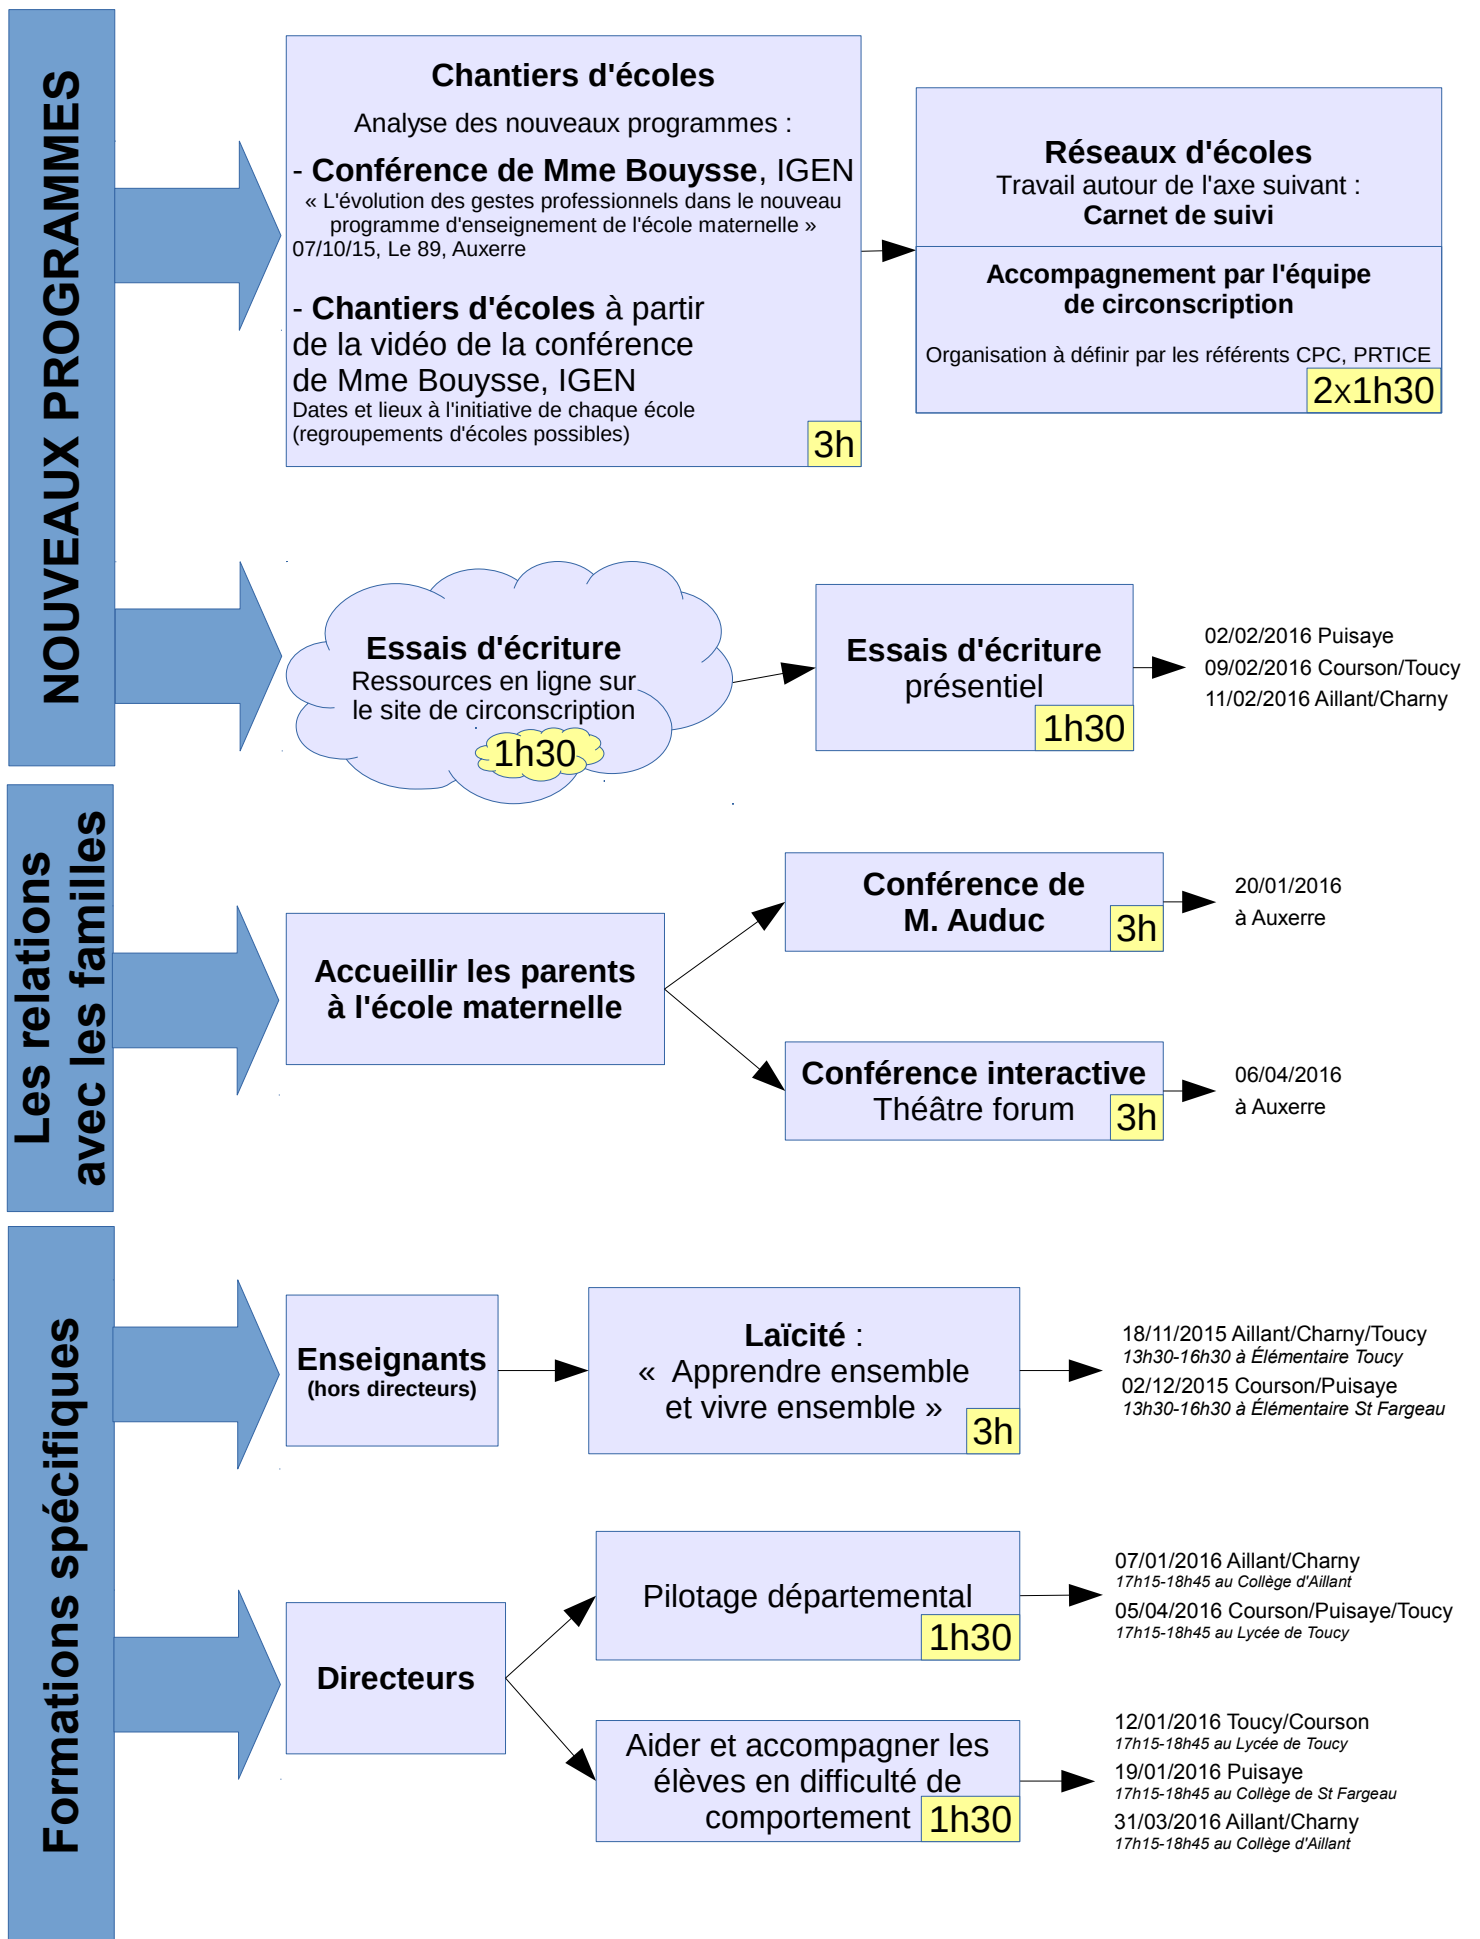 NOUVEAUX PROGRAMMES
Chantiers d'écoles
Analyse des nouveaux programmes :
- Conférence de Mme Bouysse, IGEN
« L'évolution des gestes professionnels dans le nouveau
programme d'enseignement de l'école maternelle »
07/10/15, Le 89, Auxerre
- Chantiers d'écoles à partir
de la vidéo de la conférence
de Mme Bouysse, IGEN
Dates et lieux à l'initiative de chaque école
(regroupements d'écoles possibles)
3h
Réseaux d'écoles
Travail autour de l'axe suivant :
Carnet de suivi
Accompagnement par l'équipe
de circonscription
Organisation à définir par les référents CPC, PRTICE
2x1h30
Essais d'écriture
Ressources en ligne sur
le site de circonscription
1h30
Essais d'écriture
présentiel
1h30
02/02/2016 Puisaye
09/02/2016 Courson/Toucy
11/02/2016 Aillant/Charny
Les relations
avec les familles
Accueillir les parents
à l'école maternelle
Conférence de
M. Auduc
3h
20/01/2016
à Auxerre
Conférence interactive
Théâtre forum
3h
06/04/2016
à Auxerre
Formations spécifiques
Enseignants
(hors directeurs)
Laïcité :
« Apprendre ensemble
et vivre ensemble »
3h
18/11/2015 Aillant/Charny/Toucy
13h30-16h30 à Élémentaire Toucy
02/12/2015 Courson/Puisaye
13h30-16h30 à Élémentaire St Fargeau
Directeurs
Pilotage départemental
1h30
07/01/2016 Aillant/Charny
17h15-18h45 au Collège d'Aillant
05/04/2016 Courson/Puisaye/Toucy
17h15-18h45 au Lycée de Toucy
Aider et accompagner les
élèves en difficulté de
comportement
1h30
12/01/2016 Toucy/Courson
17h15-18h45 au Lycée de Toucy
19/01/2016 Puisaye
17h15-18h45 au Collège de St Fargeau
31/03/2016 Aillant/Charny
17h15-18h45 au Collège d'Aillant